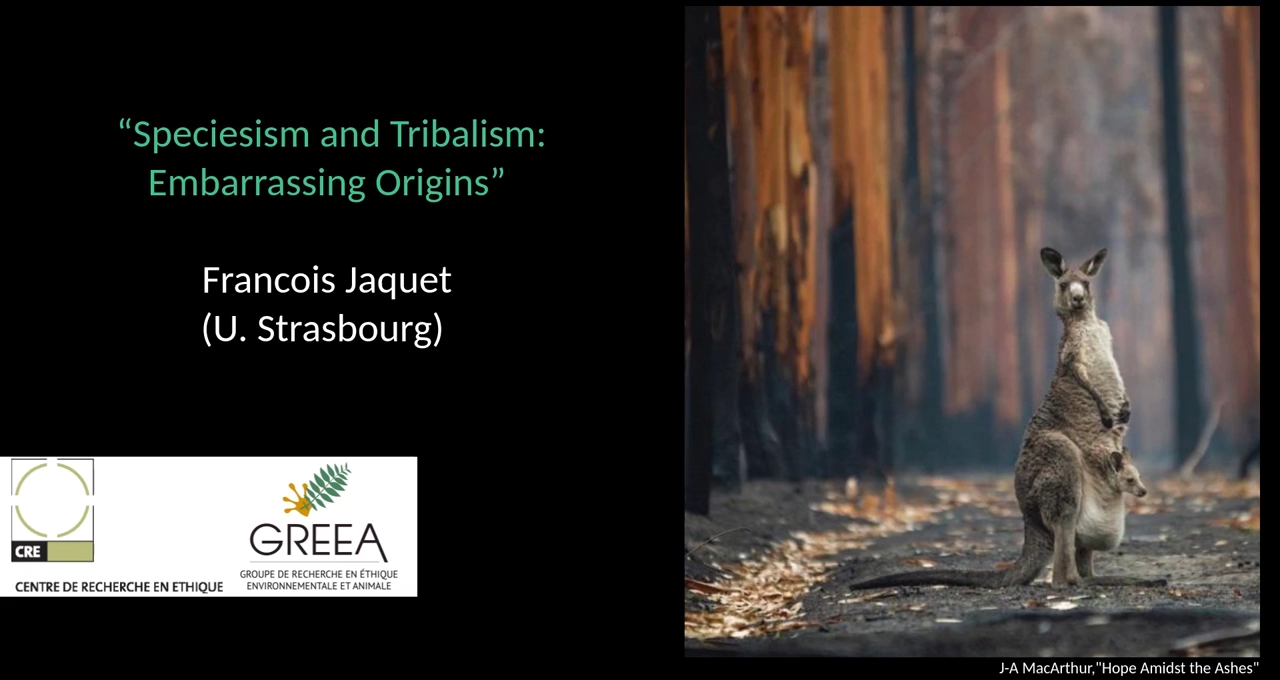 “Speciesism and Tribalism:
Embarrassing Origins”
Francois Jaquet
(U. Strasbourg)
CRE
CENTRE DE RECHERCHE EN ETHIQUE
GREEA
GROUPE DE RECHERCHE EN ÉTHIQUE
ENVIRONNEMENTALE ET ANIMALE
J-A MacArthur,"Hope Amidst the Ashes"